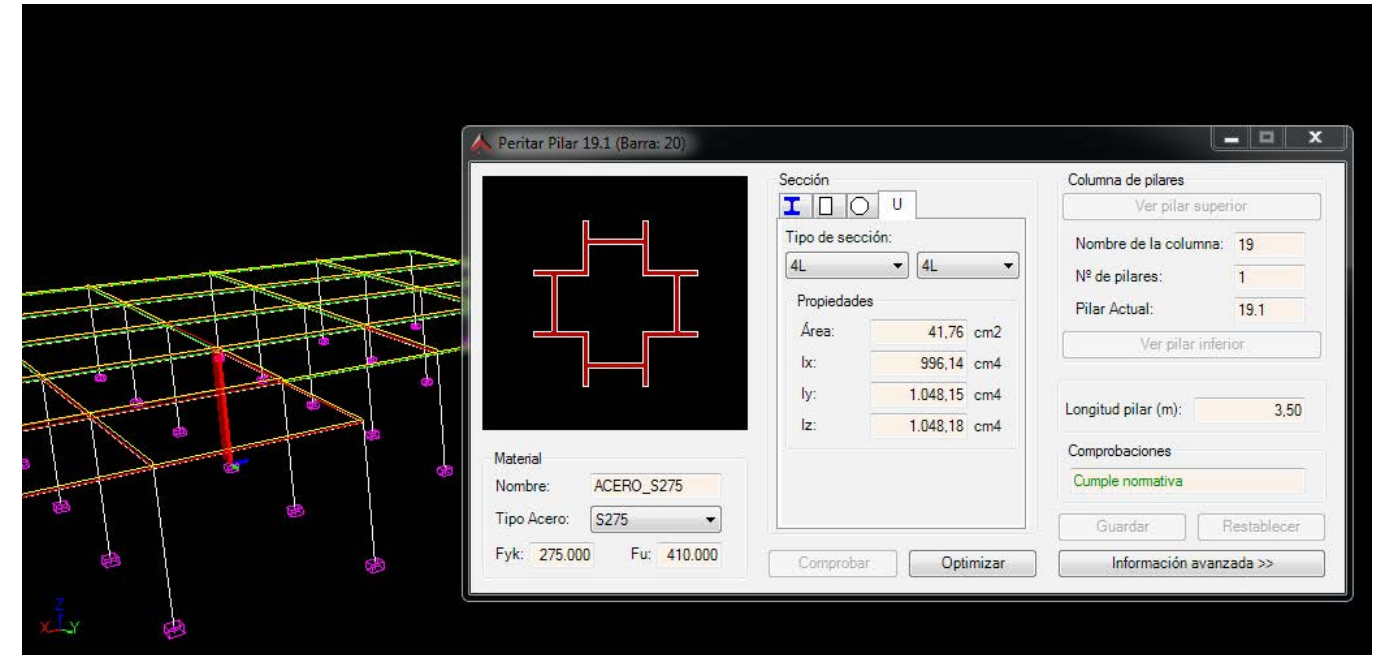 Peritar Pilar 19.1 (Barra: 20)
Sección
U
Tipo de sección:
4L 4L
Propiedades
Área: 41,76 cm2
Ix: 996,14 cm4
Iy: 1.048,15 cm4
Iz: 1.048,18 cm4
Material
Nombre: ACERO_S275
Tipo Acero: S275
Fyk: 275.000 Fu: 410.000
Comprobar Optimizar
Columna de pilares
Ver pilar superior
Nombre de la columna: 19
Nº de pilares: 1
Pilar Actual: 19.1
Ver pilar inferior
Longitud pilar (m): 3,50
Comprobaciones
Cumple normativa
Guardar Restablecer
Información avanzada >>
Z
X Y